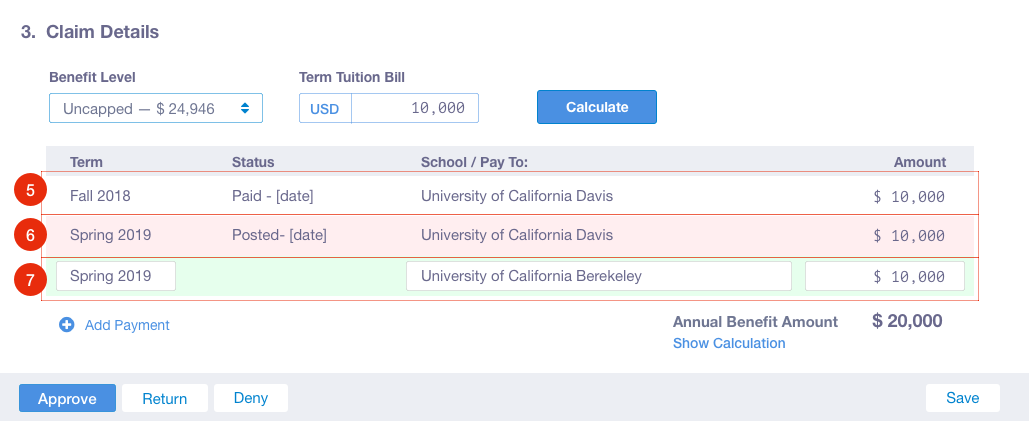 3. Claim Details
Benefit Level Term Tuition Bill
Uncapped — $ 24,946 USD 10,000 Calculate
Term Status School / Pay To: Amount
5 Fall 2018 Paid - [date] University of California Davis $ 10,000
6 Spring 2019 Posted- [date] University of California Davis $ 10,000
7 Spring 2019 University of California Berekeley $ 10,000
Add Payment Annual Benefit Amount $ 20,000
Show Calculation
Approve Return Deny Save